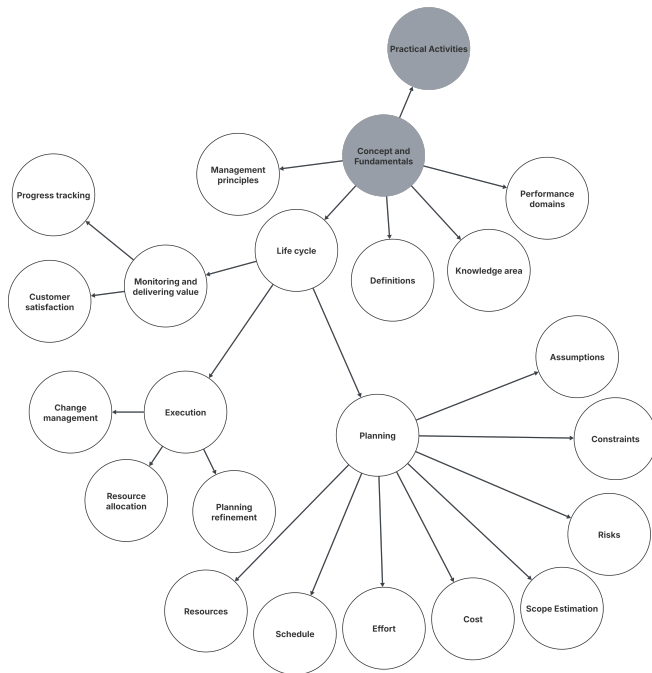 Practical Activities
Concept and
Fundamentals
Management
principles
Performance
domains
Progress tracking
Life cycle
Definitions
Knowledge area
Monitoring and
delivering value
Customer
satisfaction
Assumptions
Change
management
Execution
Planning
Constraints
Resource
allocation
Planning
refinement
Risks
Resources
Schedule
Effort
Cost
Scope Estimation